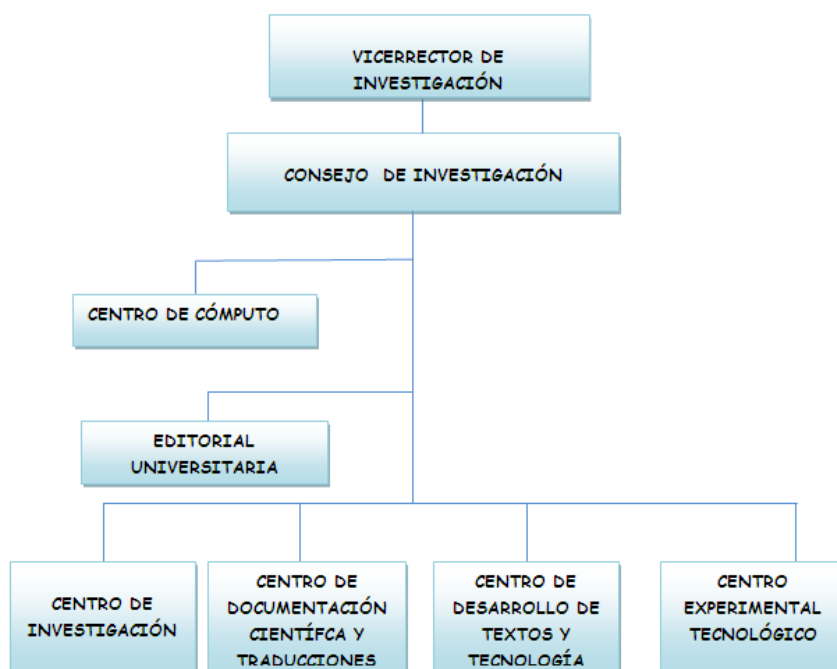 VICERRECTOR DE
INVESTIGACIÓN
CONSEJO DE INVESTIGACIÓN
CENTRO DE CÓMPUTO
EDITORIAL
UNIVERSITARIA
CENTRO DE
INVESTIGACIÓN
CENTRO DE
DOCUMENTACIÓN
CIENTÍFCA Y
TRADUCCIONES
CENTRO DE
DESARROLLO DE
TEXTOS Y
TECNOLOGÍA
CENTRO
EXPERIMENTAL
TECNOLÓGICO